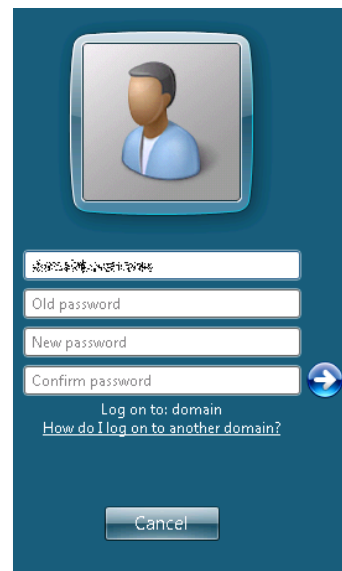 Old password
New password
Confirm password
Log on to: domain
How do I log on to another domain?
Cancel